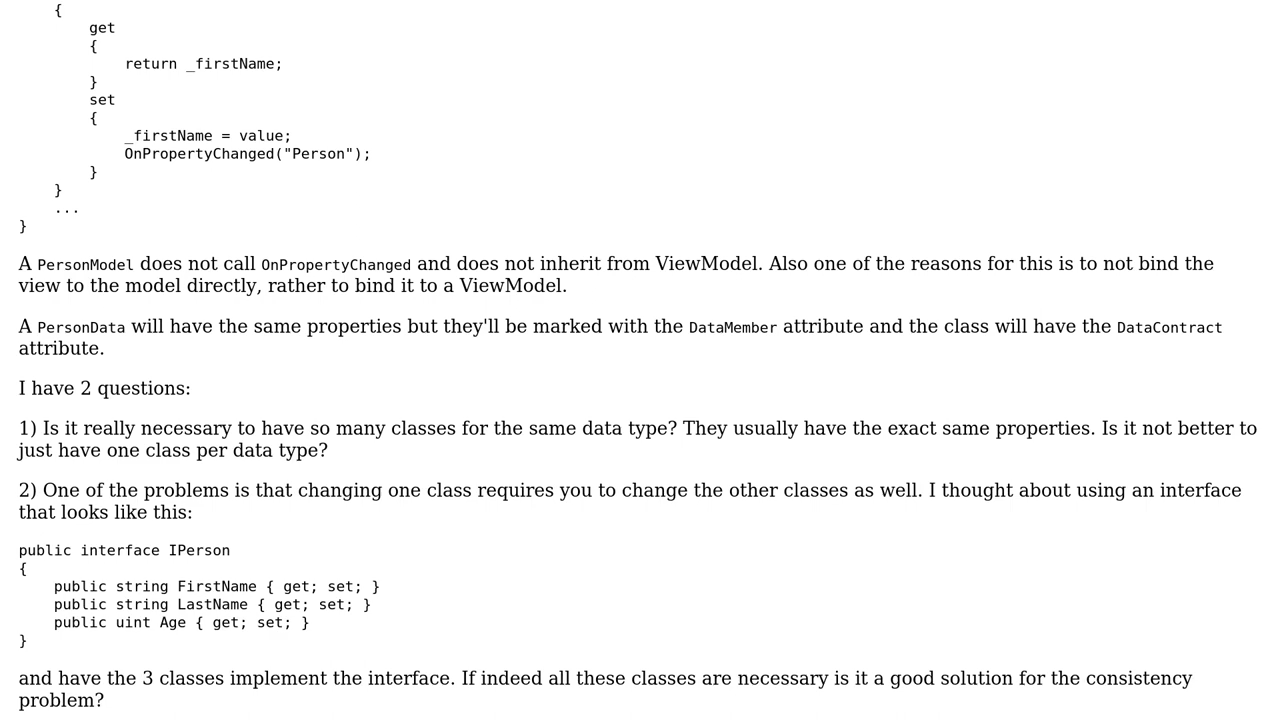 {
get
{
return _firstName;
}
set
{
_firstName = value;
OnPropertyChanged("Person");
}
}
...
}
A PersonModel does not call OnPropertyChanged and does not inherit from ViewModel. Also one of the reasons for this is to not bind the
view to the model directly, rather to bind it to a ViewModel.
A PersonData will have the same properties but they'll be marked with the DataMember attribute and the class will have the DataContract
attribute.
I have 2 questions:
1) Is it really necessary to have so many classes for the same data type? They usually have the exact same properties. Is it not better to
just have one class per data type?
2) One of the problems is that changing one class requires you to change the other classes as well. I thought about using an interface
that looks like this:
public interface IPerson
{
public string FirstName { get; set; }
public string LastName { get; set; }
public uint Age { get; set; }
}
and have the 3 classes implement the interface. If indeed all these classes are necessary is it a good solution for the consistency
problem?